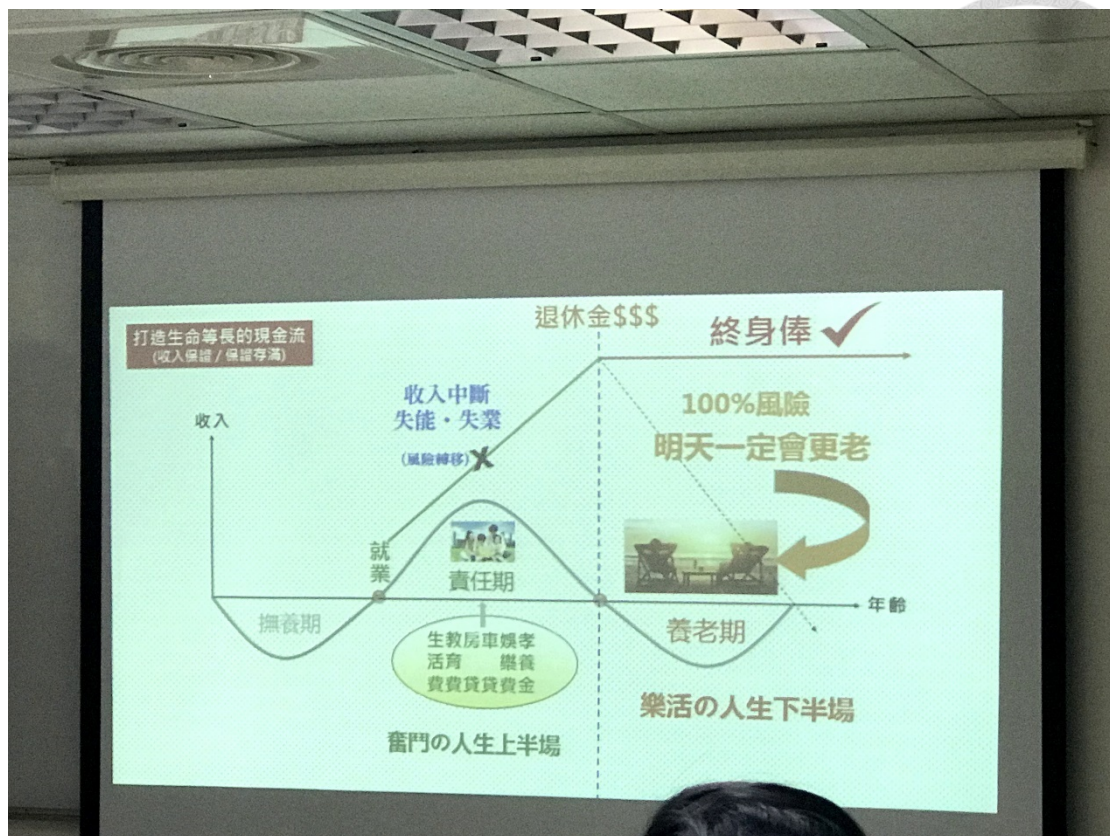 打造生命等長的現金流
(收入保證 / 保證存滿)
退休金$$$
終身俸
收入
收入中斷
失能・失業
(風險轉移)
100%風險
明天一定會更老
就業
責任期
撫養期
年齡
養老期
生活費
教育費
房貸
車貸
娛樂費
孝養金
樂活の人生下半場
奮鬥の人生上半場